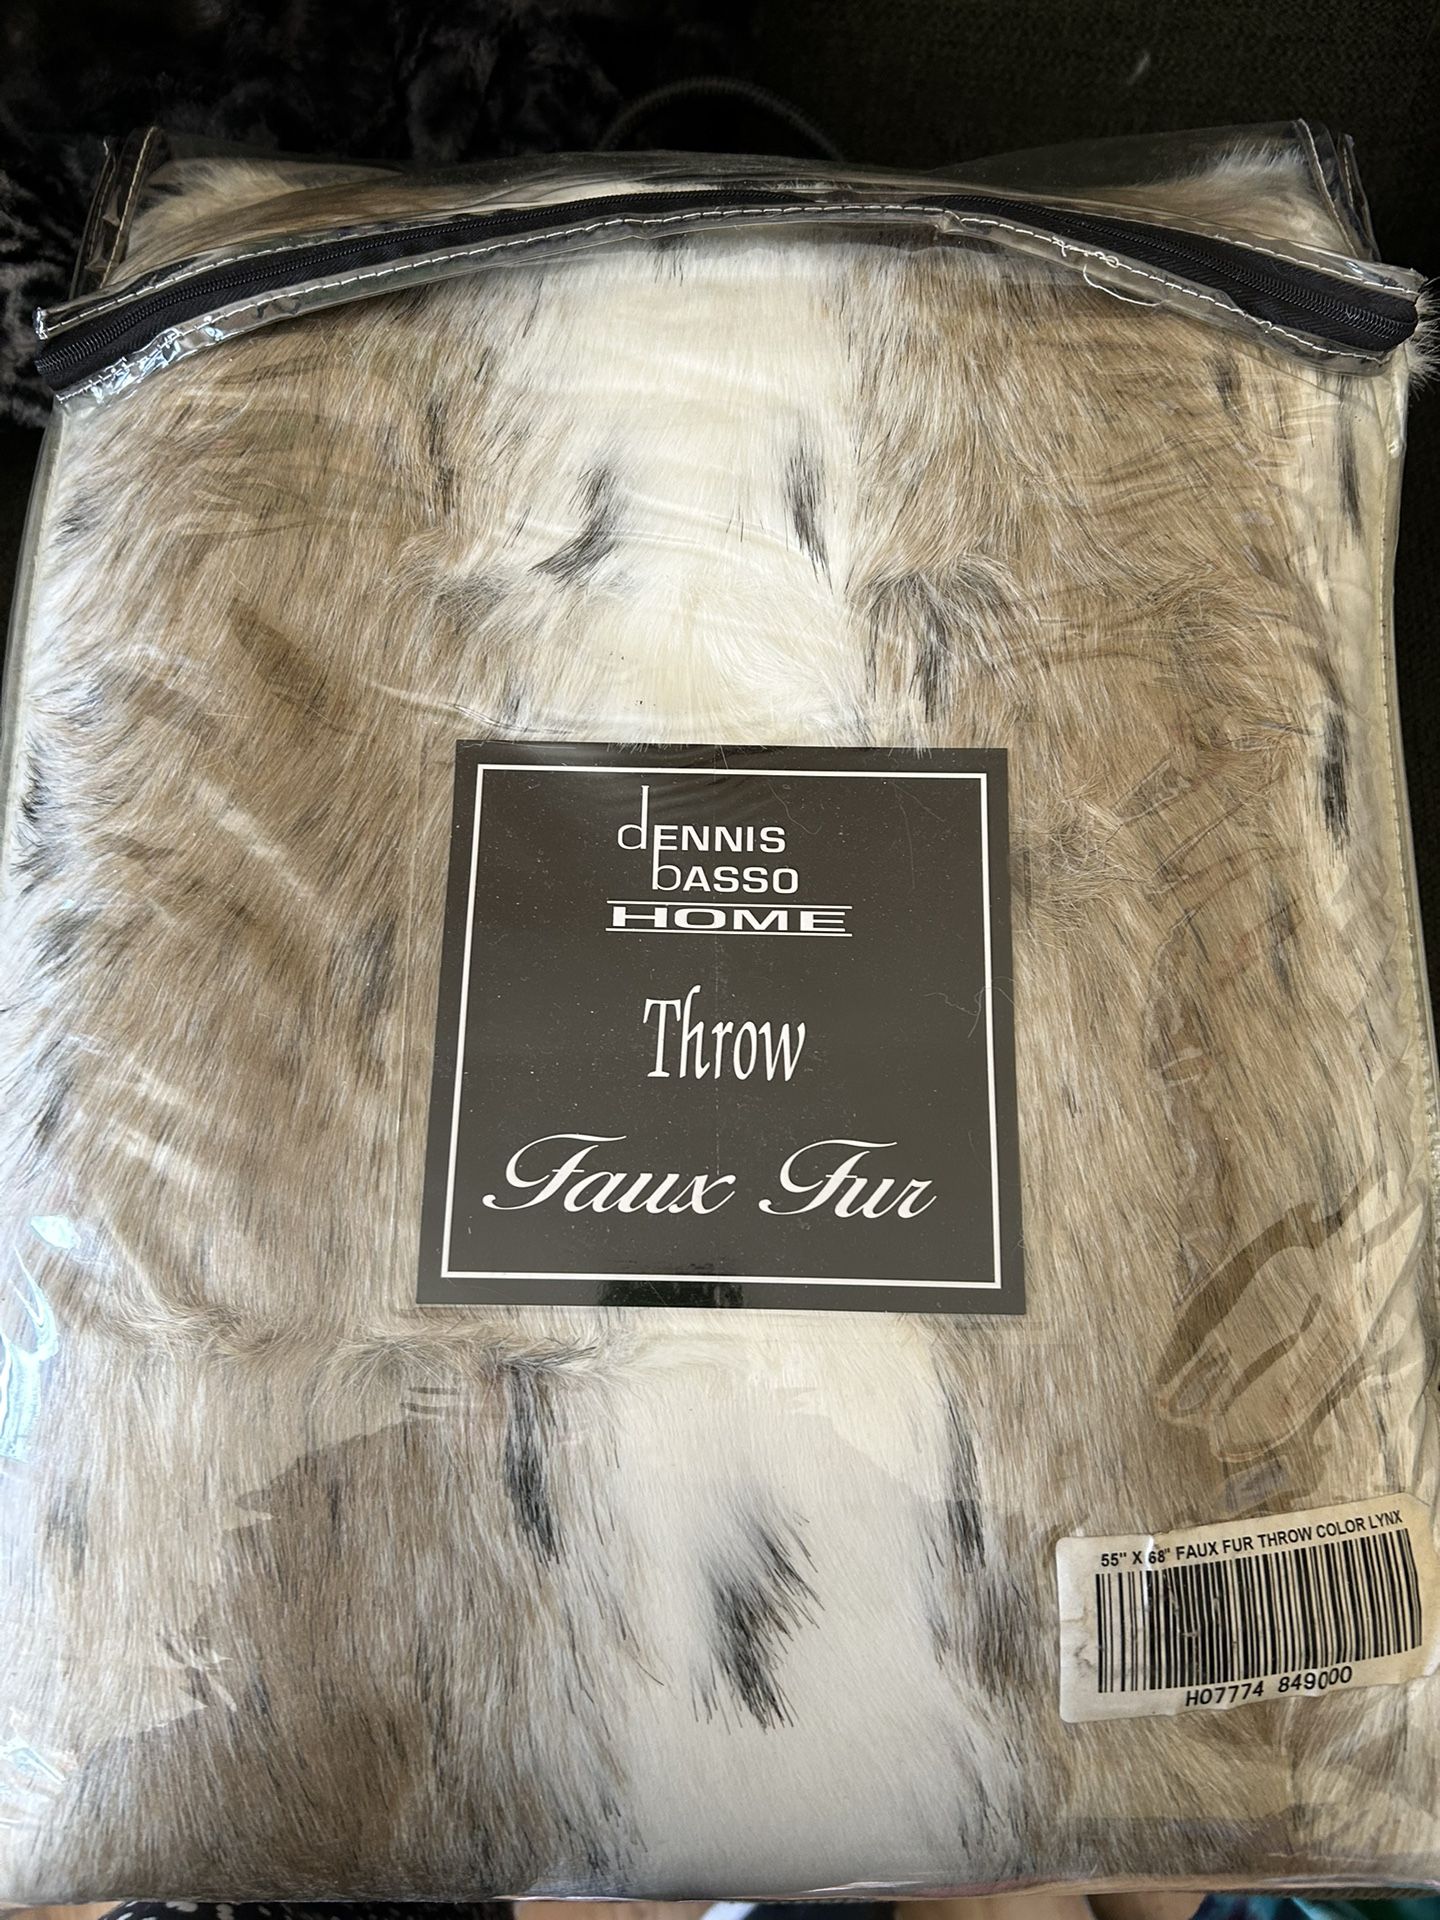 dENNIS
bASSO
HOME
Throw
Faux Fur
55" X 68" FAUX FUR THROW COLOR LYNX
H07774 849000